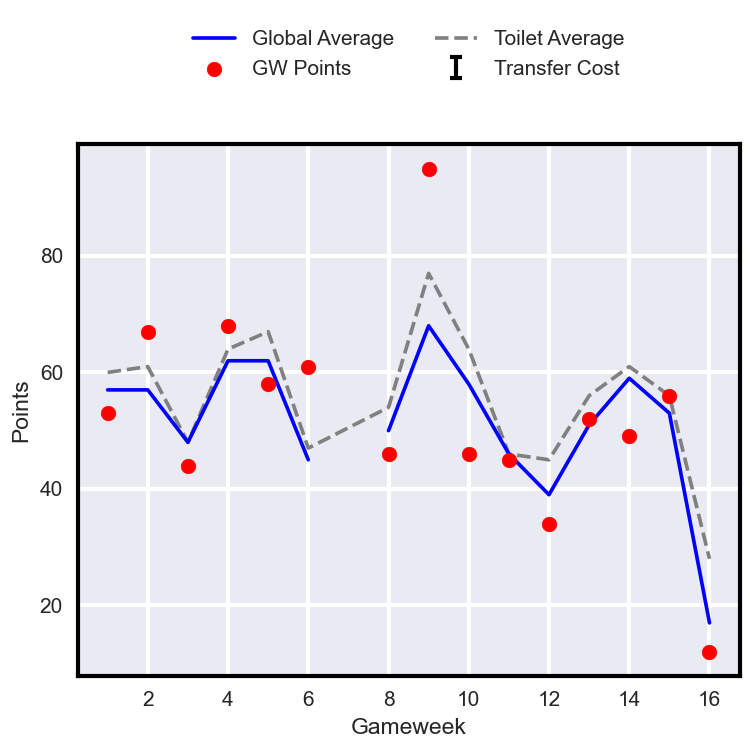 Global Average
Toilet Average
GW Points
Transfer Cost
80
60
40
20
Points
2 4 6 8 10 12 14 16
Gameweek